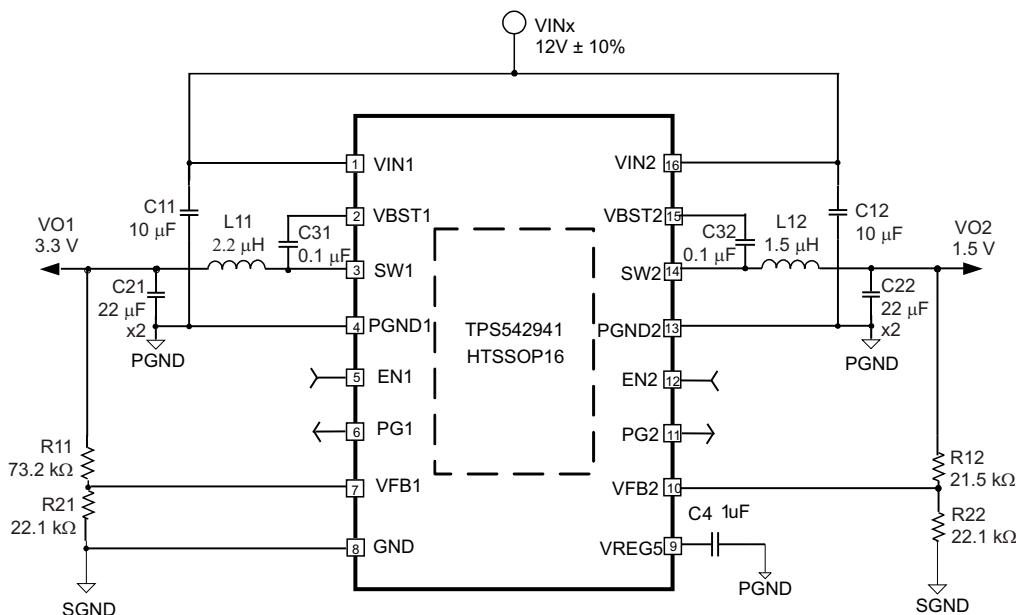 VINx
12V ± 10%
1 VIN1
VIN2 16
C11
10 µF
2 VBST1
VBST2 15
C12
10 µF
VO1
3.3 V
L11
2.2 µH
C31
0.1 µF
C32
0.1 µF
L12
1.5 µH
VO2
1.5 V
3 SW1
SW2 14
C21
22 µF
x2
C22
22 µF
x2
4 PGND1
PGND2 13
TPS542941
HTSSOP16
PGND
PGND
5 EN1
EN2 12
6 PG1
PG2 11
R11
73.2 kΩ
R12
21.5 kΩ
7 VFB1
VFB2 10
R21
22.1 kΩ
C4 1uF
R22
22.1 kΩ
8 GND
VREG5 9
SGND
PGND
SGND